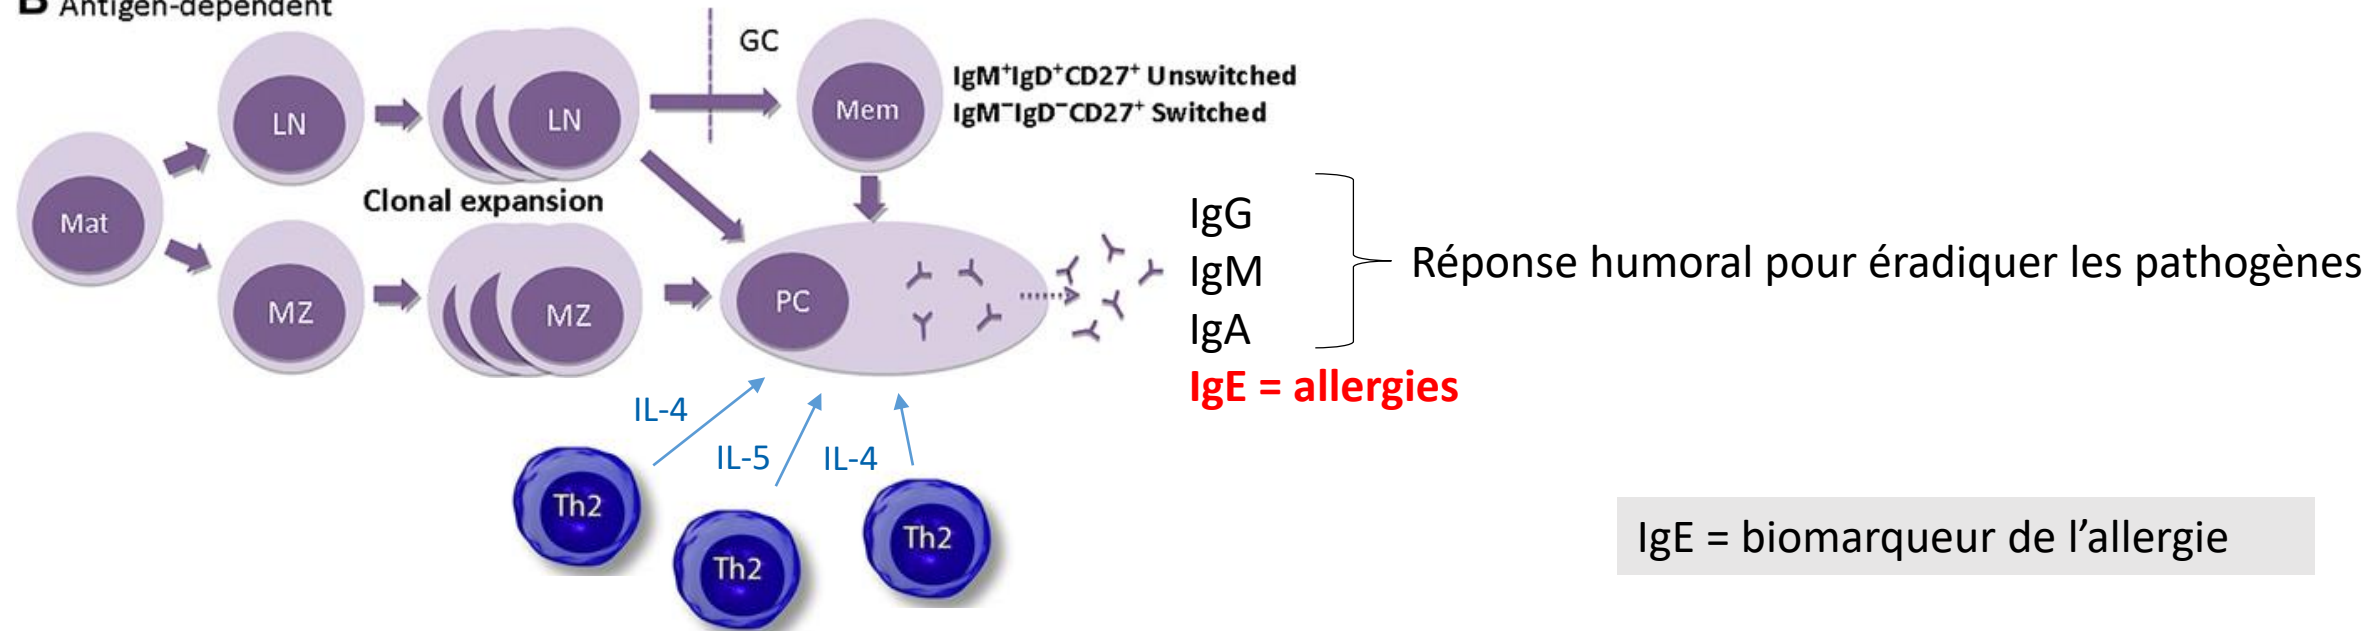 B Antigen-dependent
LN
LN
GC
Mem
IgM⁺IgD⁺CD27⁺ Unswitched
IgM⁻IgD⁻CD27⁺ Switched
Mat
Clonal expansion
MZ
MZ
PC
IgG
IgM
IgA
IgE = allergies
Réponse humoral pour éradiquer les pathogènes
IL-4
IL-5
IL-4
Th2
Th2
Th2
IgE = biomarqueur de l’allergie